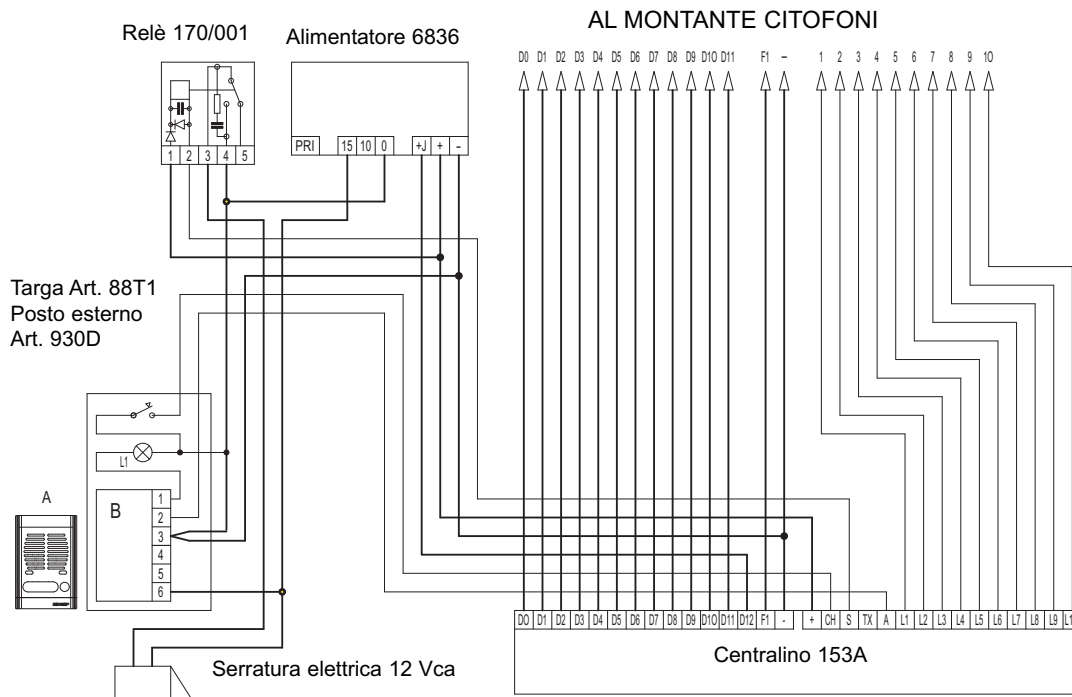 AL MONTANTE CITOFONI
Relè 170/001
Alimentatore 6836
D0 D1 D2 D3 D4 D5 D6 D7 D8 D9 D10 D11 F1 – 1 2 3 4 5 6 7 8 9 10
PRI 15 10 0 +J + –
1 2 3 4 5
Targa Art. 88T1
Posto esterno
Art. 930D
L1
A
B
1
2
3
4
5
6
D0 D1 D2 D3 D4 D5 D6 D7 D8 D9 D10 D11 D12 F1 - + CH S TX A L1 L2 L3 L4 L5 L6 L7 L8 L9 L1
Serratura elettrica 12 Vca
Centralino 153A